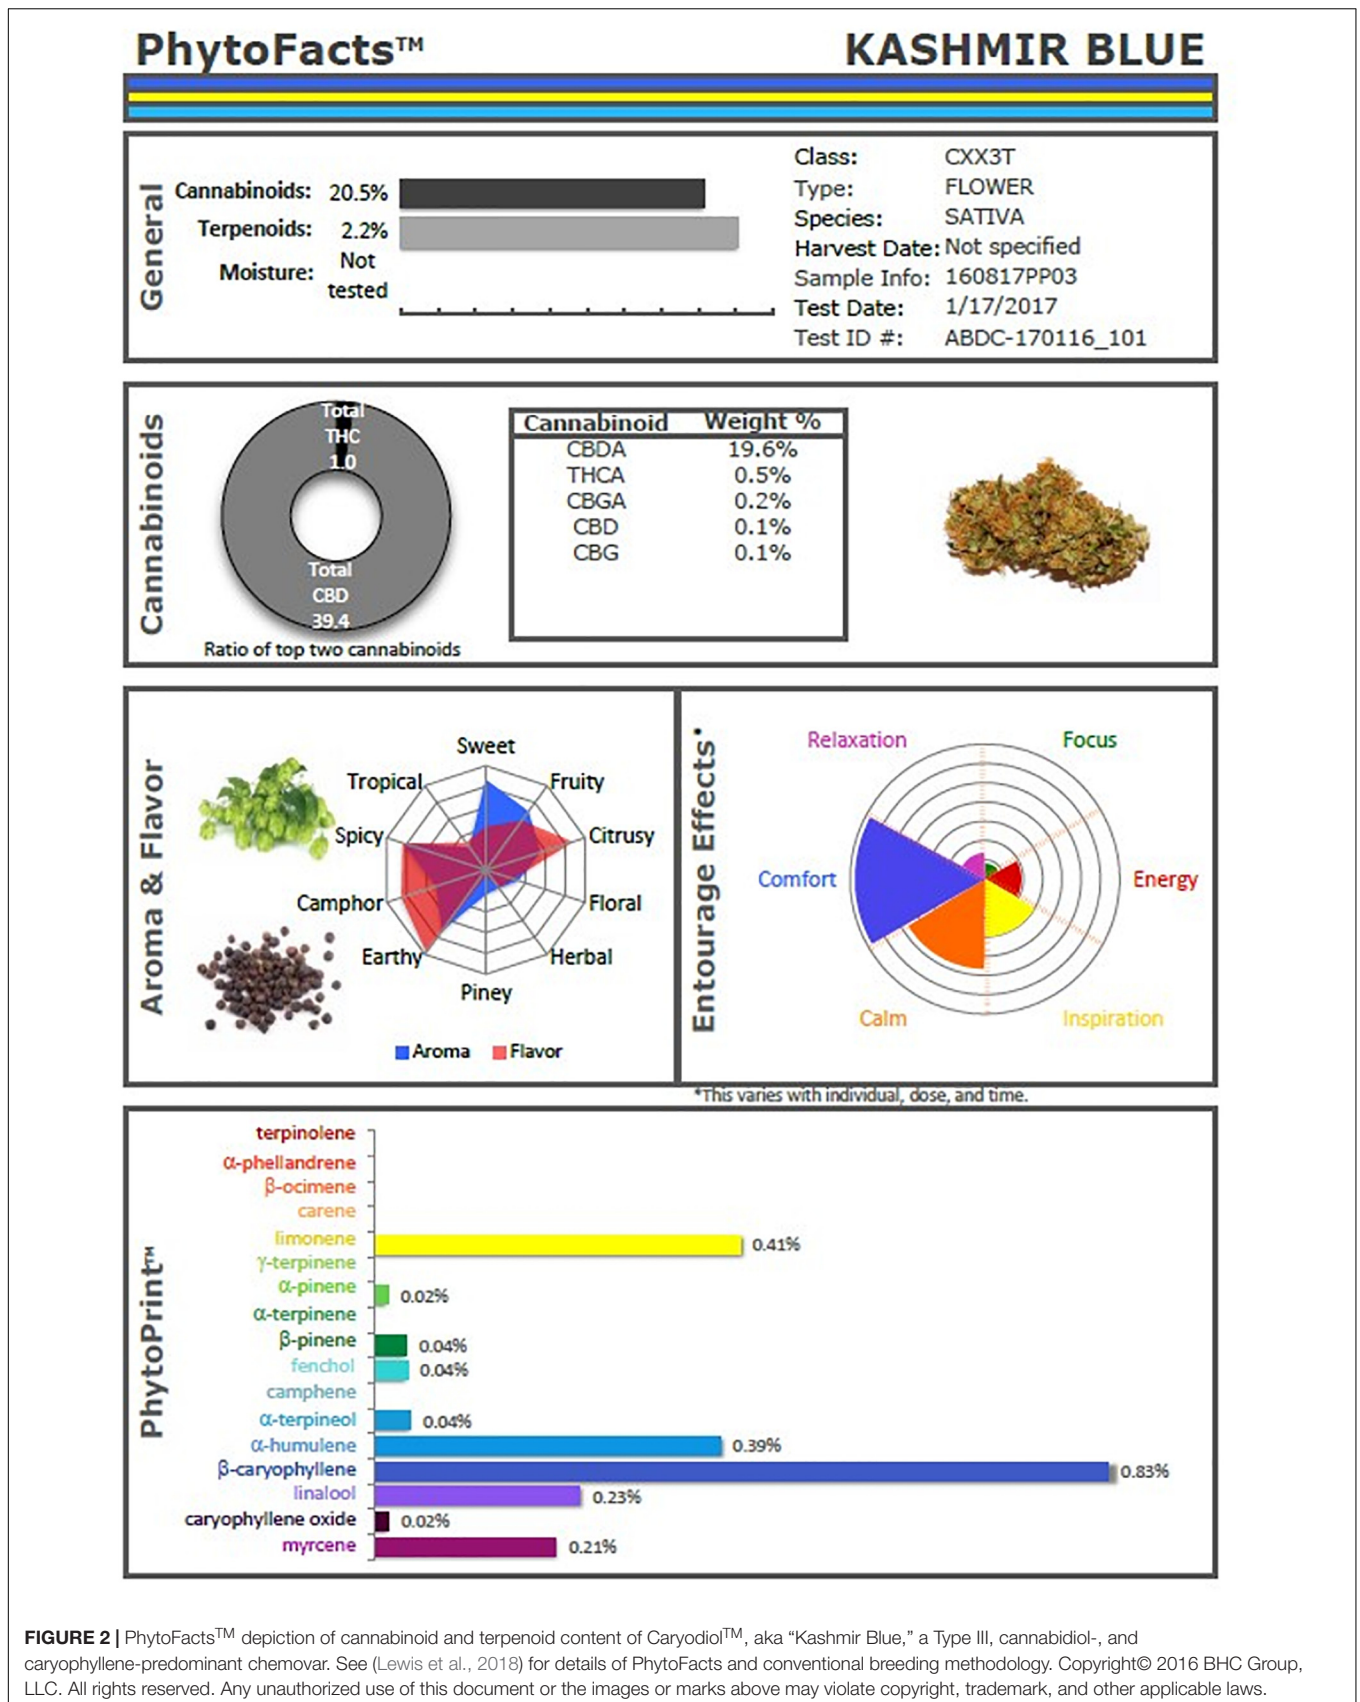 PhytoFacts™ KASHMIR BLUE
General
Cannabinoids: 20.5%
Terpenoids: 2.2%
Moisture: Not tested
Class: CXX3T
Type: FLOWER
Species: SATIVA
Harvest Date: Not specified
Sample Info: 160817PP03
Test Date: 1/17/2017
Test ID #: ABDC-170116_101
Cannabinoids
Total
THC
1.0
Total
CBD
39.4
Ratio of top two cannabinoids
Cannabinoid Weight %
CBDA 19.6%
THCA 0.5%
CBGA 0.2%
CBD 0.1%
CBG 0.1%
Aroma & Flavor
Sweet
Fruity
Citrusy
Floral
Herbal
Piney
Earthy
Camphor
Spicy
Tropical
Aroma Flavor
Entourage Effects*
Relaxation Focus
Comfort Energy
Calm Inspiration
*This varies with individual, dose, and time.
PhytoPrint™
terpinolene
α-phellandrene
β-ocimene
carene
limonene 0.41%
γ-terpinene
α-pinene 0.02%
α-terpinene
β-pinene 0.04%
fenchol 0.04%
camphene
α-terpineol 0.04%
α-humulene 0.39%
β-caryophyllene 0.83%
linalool 0.23%
caryophyllene oxide 0.02%
myrcene 0.21%
FIGURE 2 | PhytoFacts™ depiction of cannabinoid and terpenoid content of Caryodiol™, aka “Kashmir Blue,” a Type III, cannabidiol-, and
caryophyllene-predominant chemovar. See (Lewis et al., 2018) for details of PhytoFacts and conventional breeding methodology. Copyright© 2016 BHC Group,
LLC. All rights reserved. Any unauthorized use of this document or the images or marks above may violate copyright, trademark, and other applicable laws.